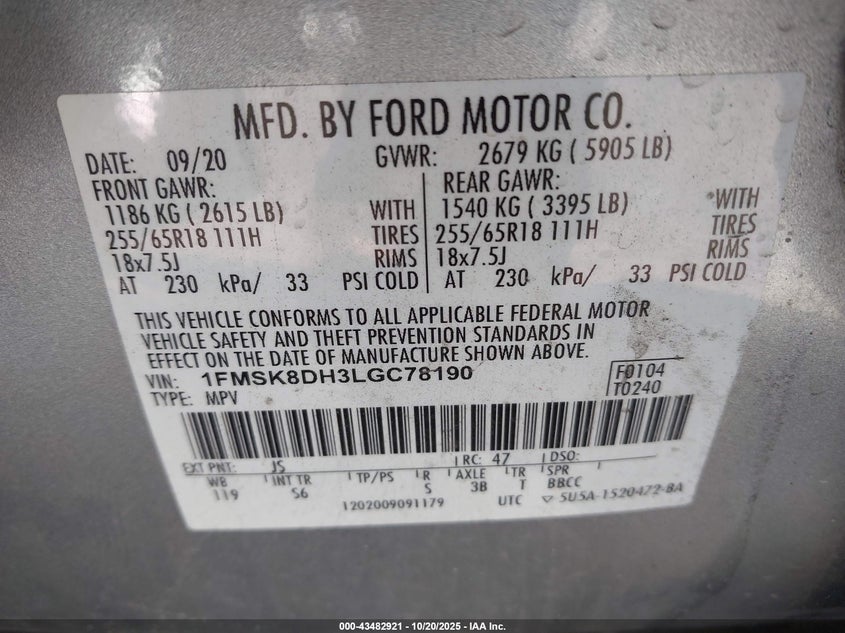 MFD. BY FORD MOTOR CO.
DATE: 09/20 GVWR: 2679 KG ( 5905 LB)
FRONT GAWR: REAR GAWR:
1186 KG ( 2615 LB) WITH 1540 KG ( 3395 LB) WITH
255/65R18 111H TIRES 255/65R18 111H TIRES
18x7.5J RIMS 18x7.5J RIMS
AT 230 kPa/ 33 PSI COLD AT 230 kPa/ 33 PSI COLD
THIS VEHICLE CONFORMS TO ALL APPLICABLE FEDERAL MOTOR
VEHICLE SAFETY AND THEFT PREVENTION STANDARDS IN
EFFECT ON THE DATE OF MANUFACTURE SHOWN ABOVE.
VIN: 1FMSK8DH3LGC78190 F0104
TYPE: MPV T0240
EXT PNT: JS RC: 47 DSO:
WB INT TR TP/PS R AXLE TR SPR
119 S6 S 3B T BBCC
1202009091179 UTC ▽ 5U5A-1520472-BA
000-43482921 - 10/20/2025 - IAA Inc.